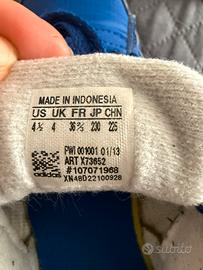 MADE IN INDONESIA
US UK FR JP CHN
4½ 4 36⅔ 230 225
PWI 001001 01/13
ART X73652
#107071968
XN48D22100928
adidas
subito